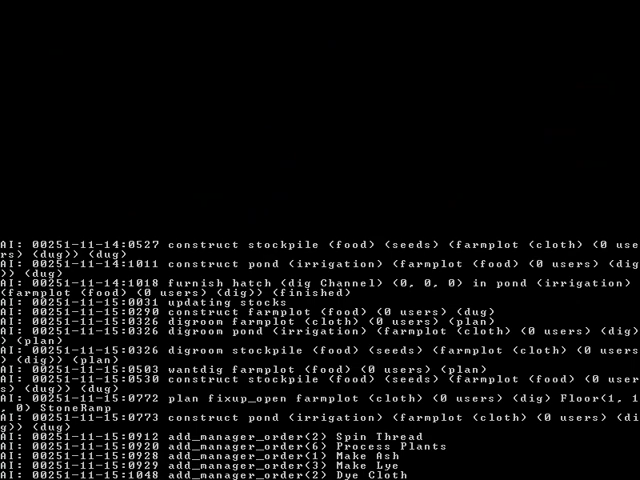 AI: 00251-11-14:0527 construct stockpile (food) (seeds) (farmplot (cloth) (0 use
rs) (dug)) (dug)
AI: 00251-11-14:1011 construct pond (irrigation) (farmplot (food) (0 users) (dig
)) (dug)
AI: 00251-11-14:1018 furnish hatch (dig Channel) (0, 0, 0) in pond (irrigation)
(farmplot (food) (0 users) (dig)) (finished)
AI: 00251-11-15:0031 updating stocks
AI: 00251-11-15:0290 construct farmplot (food) (0 users) (dug)
AI: 00251-11-15:0326 digroom farmplot (cloth) (0 users) (plan)
AI: 00251-11-15:0326 digroom pond (irrigation) (farmplot (cloth) (0 users) (dig)
) (plan)
AI: 00251-11-15:0326 digroom stockpile (food) (seeds) (farmplot (cloth) (0 users
) (dig)) (plan)
AI: 00251-11-15:0503 wantdig farmplot (food) (0 users) (plan)
AI: 00251-11-15:0530 construct stockpile (food) (seeds) (farmplot (food) (0 user
s) (dug)) (dug)
AI: 00251-11-15:0772 plan fixup_open farmplot (cloth) (0 users) (dig) Floor(1, 1
, 0) StoneRamp
AI: 00251-11-15:0773 construct pond (irrigation) (farmplot (cloth) (0 users) (di
g)) (dug)
AI: 00251-11-15:0912 add_manager_order(2) Spin Thread
AI: 00251-11-15:0920 add_manager_order(6) Process Plants
AI: 00251-11-15:0928 add_manager_order(1) Make Ash
AI: 00251-11-15:0929 add_manager_order(3) Make Lye
AI: 00251-11-15:1048 add_manager_order(2) Dye Cloth